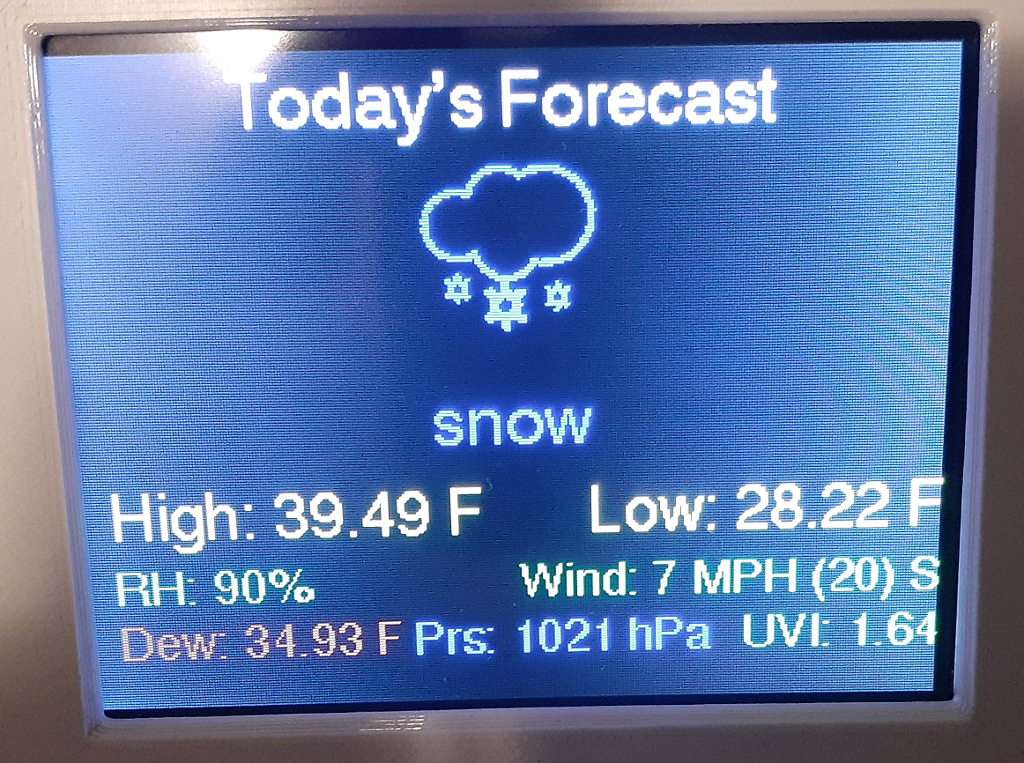 Today's Forecast
snow
High: 39.49 F Low: 28.22 F
RH: 90% Wind: 7 MPH (20) S
Dew: 34.93 F Prs: 1021 hPa UVI: 1.64